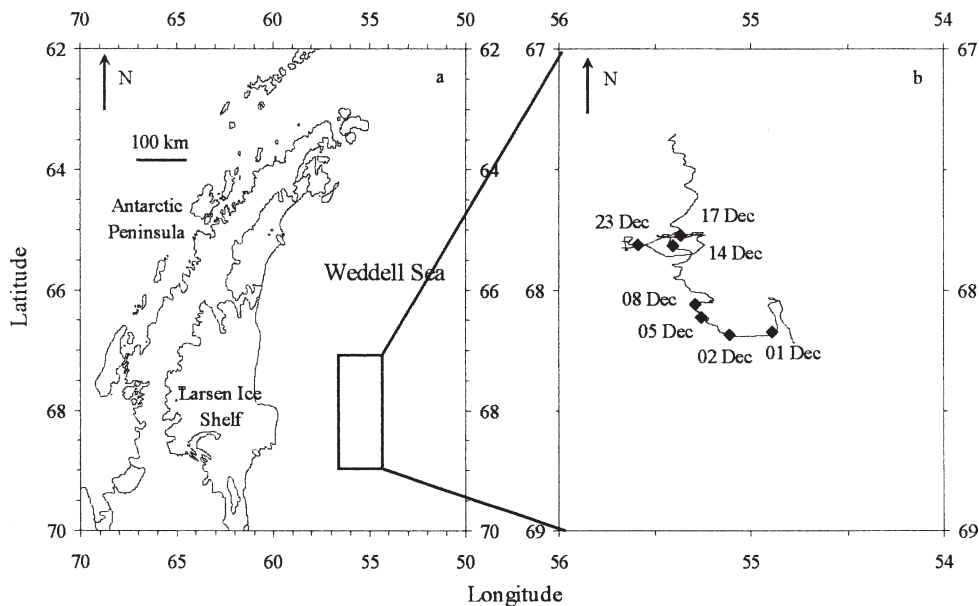 70 65 60 55 50 56 55 54
62 62 67 67
a b
N N
100 km
64 64
Antarctic
Peninsula
17 Dec
23 Dec
14 Dec
Weddell Sea
Latitude
66 66 68 68
08 Dec
05 Dec
02 Dec
01 Dec
Larsen Ice
Shelf
68 68
70 70 69 69
70 65 60 55 50 56 55 54
Longitude